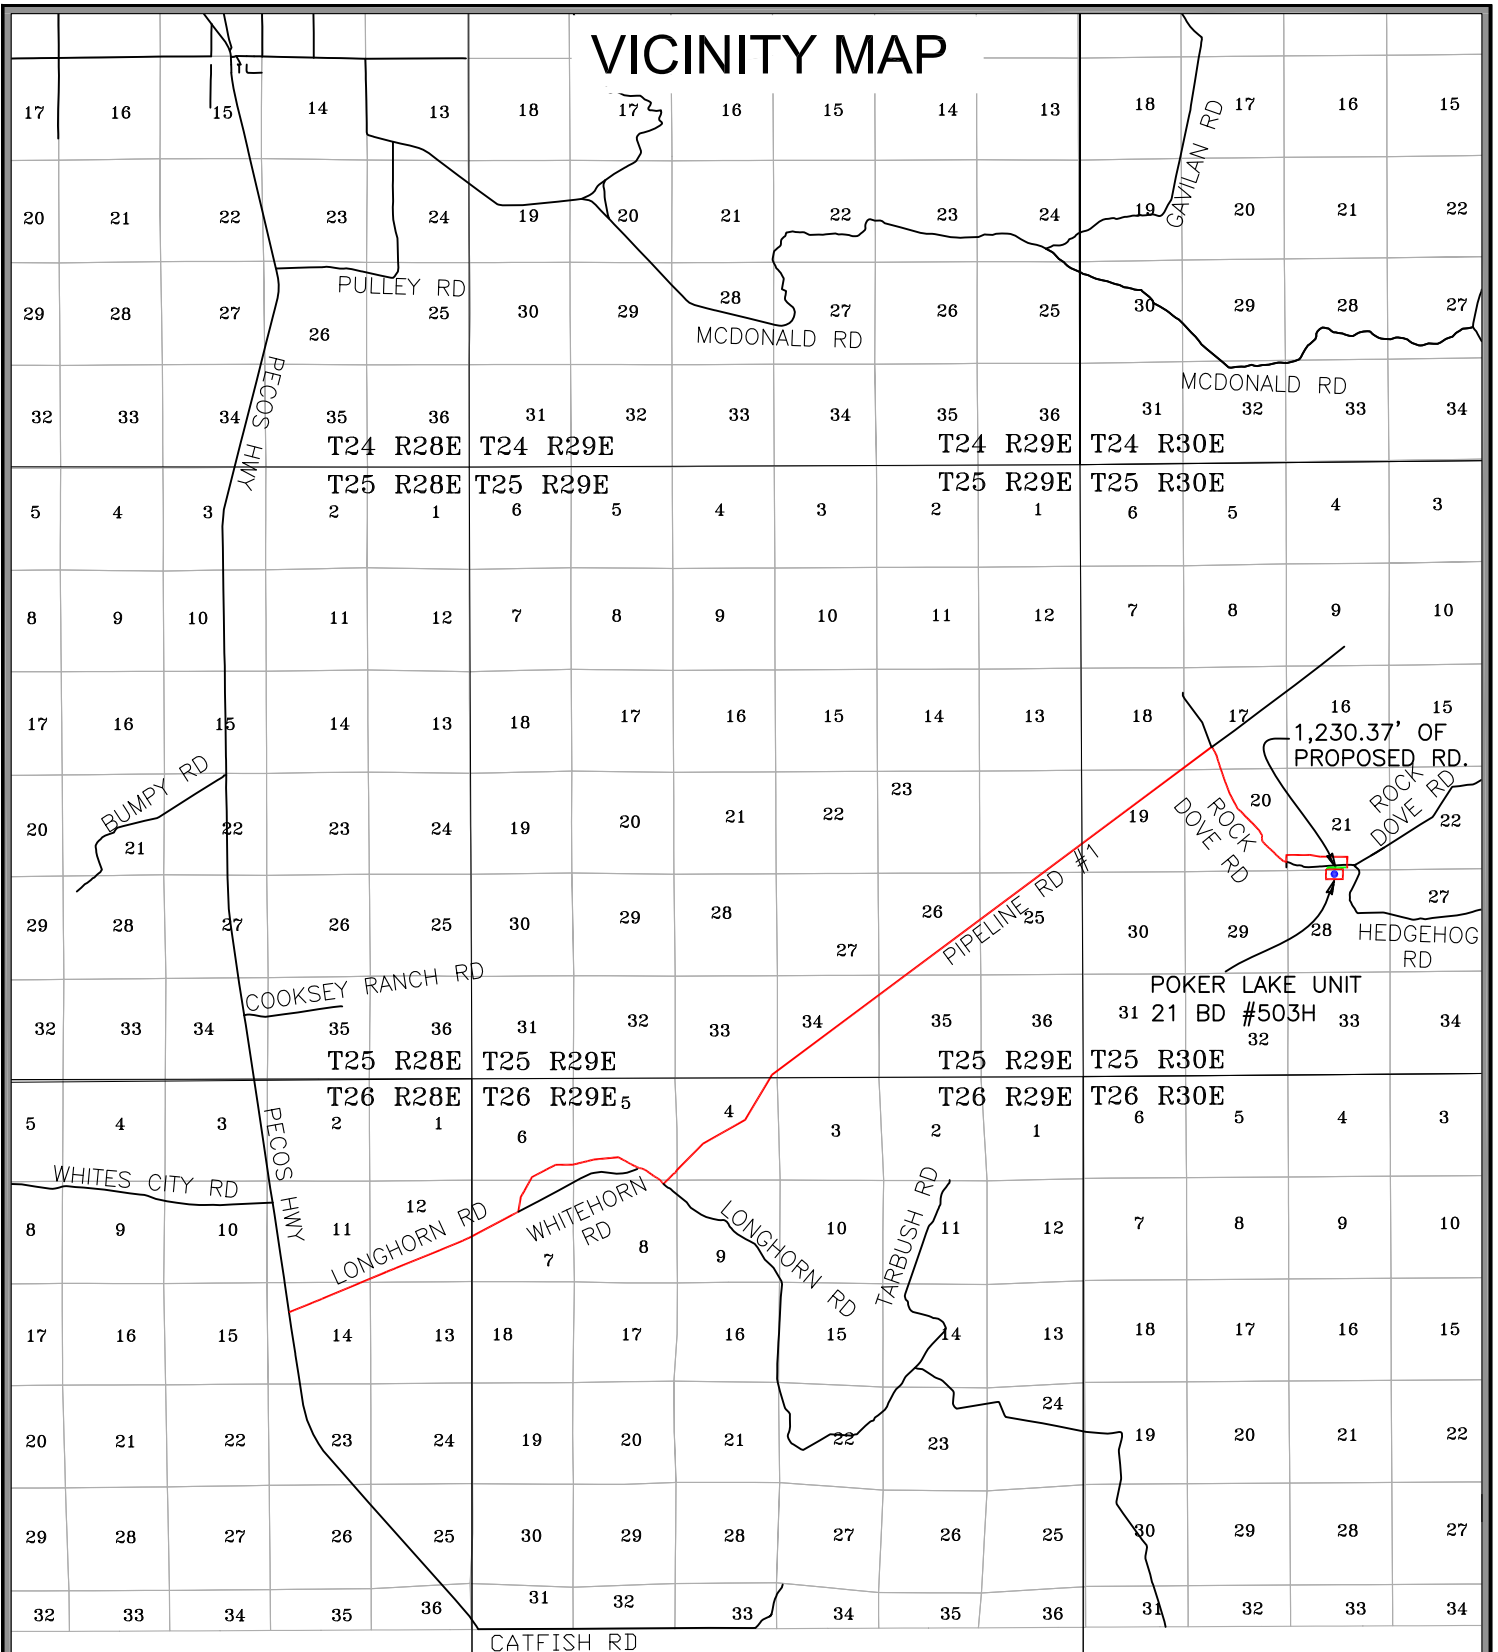 VICINITY MAP
17 16 15 14 13 18 17 16 15 14 13 18 17 16 15
GAVILAN RD
20 21 22 23 24 19 20 21 22 23 24 19 20 21 22
PULLEY RD
29 28 27 26 25 30 29 28 27 26 25 30 29 28 27
MCDONALD RD
MCDONALD RD
PECOS HWY
32 33 34 35 36 31 32 33 34 35 36 31 32 33 34
T24 R28E T24 R29E T24 R29E T24 R30E
T25 R28E T25 R29E T25 R29E T25 R30E
5 4 3 2 1 6 5 4 3 2 1 6 5 4 3
8 9 10 11 12 7 8 9 10 11 12 7 8 9 10
17 16 15 14 13 18 17 16 15 14 13 18 17 16 15
1,230.37' OF
PROPOSED RD.
BUMPY RD
ROCK
DOVE RD
ROCK
DOVE RD
20 21 22 23 24 19 20 21 22 23 19 20 21 22
PIPELINE RD #1
29 28 27 26 25 30 29 28 27 26 25 30 29 28 27
HEDGEHOG
RD
COOKSEY RANCH RD
POKER LAKE UNIT
21 BD #503H
32 33 34 35 36 31 32 33 34 35 36 31 32 33 34
T25 R28E T25 R29E T25 R29E T25 R30E
T26 R28E T26 R29E T26 R29E T26 R30E
5 4 3 2 1 6 5 4 3 2 1 6 5 4 3
PECOS HWY
WHITES CITY RD
LONGHORN RD
WHITEHORN
RD
LONGHORN RD
TARBUSH RD
8 9 10 11 12 7 8 9 10 11 12 7 8 9 10
17 16 15 14 13 18 17 16 15 14 13 18 17 16 15
20 21 22 23 24 19 20 21 22 23 24 19 20 21 22
29 28 27 26 25 30 29 28 27 26 25 30 29 28 27
32 33 34 35 36 31 32 33 34 35 36 31 32 33 34
CATFISH RD